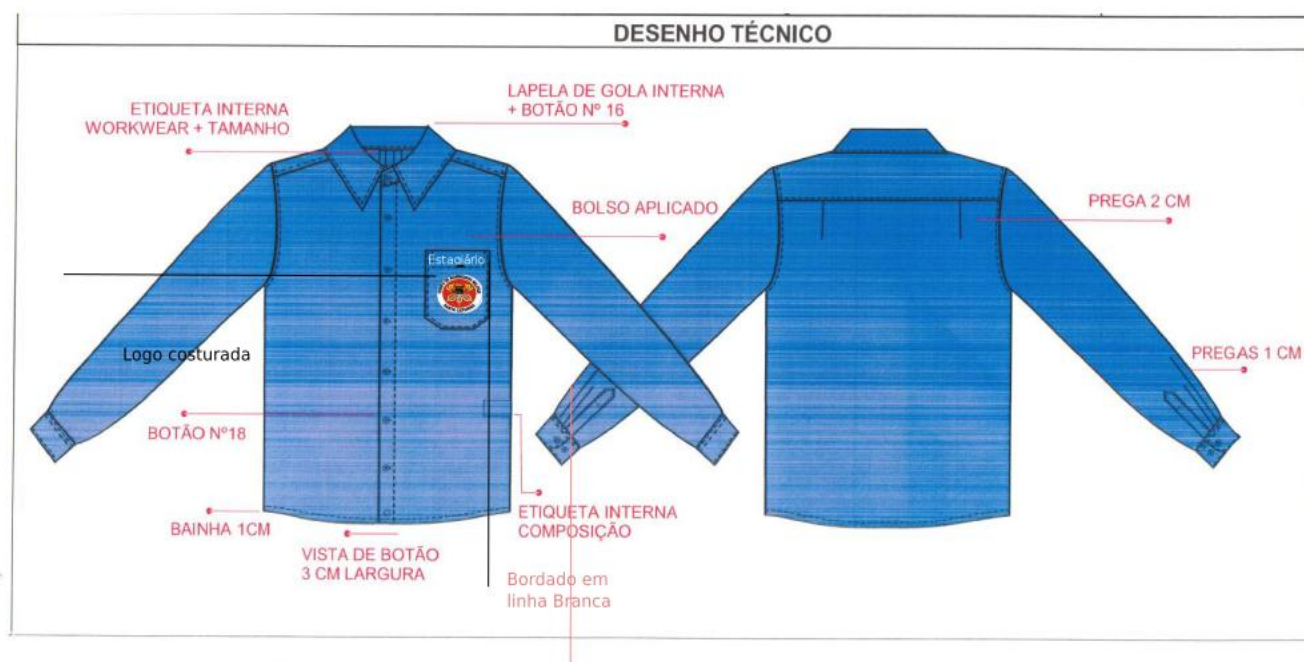 DESENHO TÉCNICO
LAPELA DE GOLA INTERNA
+ BOTÃO Nº 16
ETIQUETA INTERNA
WORKWEAR + TAMANHO
BOLSO APLICADO
PREGA 2 CM
Estagiário
Logo costurada
PREGAS 1 CM
BOTÃO Nº18
BAINHA 1CM
ETIQUETA INTERNA
COMPOSIÇÃO
VISTA DE BOTÃO
3 CM LARGURA
Bordado em
linha Branca